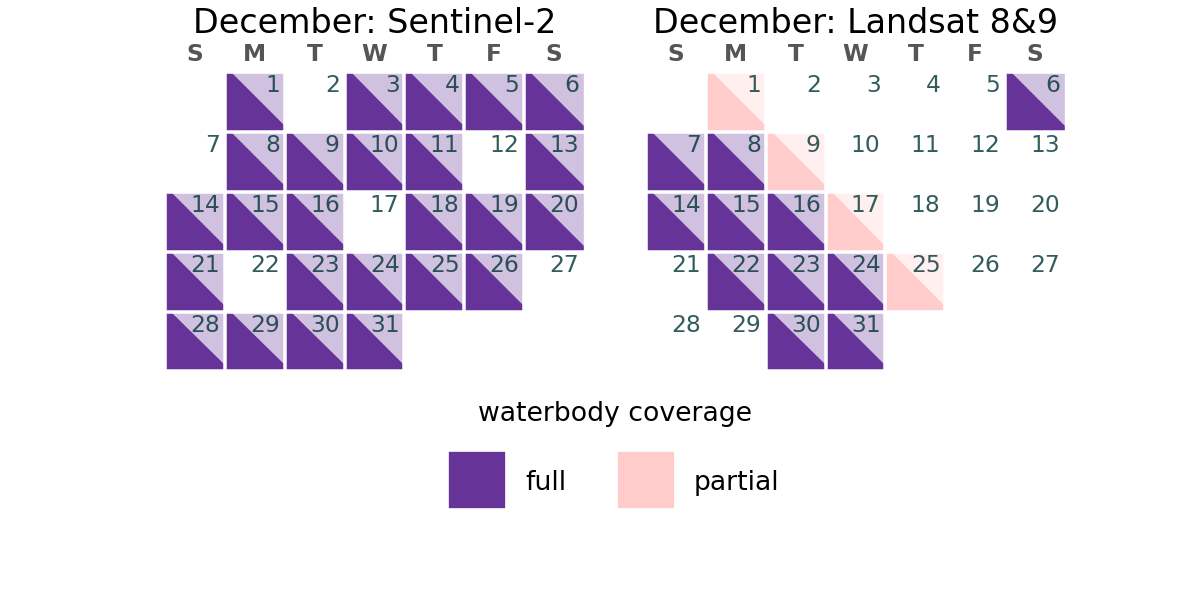 December: Sentinel-2
S M T W T F S
1 2 3 4 5 6
7 8 9 10 11 12 13
14 15 16 17 18 19 20
21 22 23 24 25 26 27
28 29 30 31
December: Landsat 8&9
S M T W T F S
1 2 3 4 5 6
7 8 9 10 11 12 13
14 15 16 17 18 19 20
21 22 23 24 25 26 27
28 29 30 31
waterbody coverage
full partial